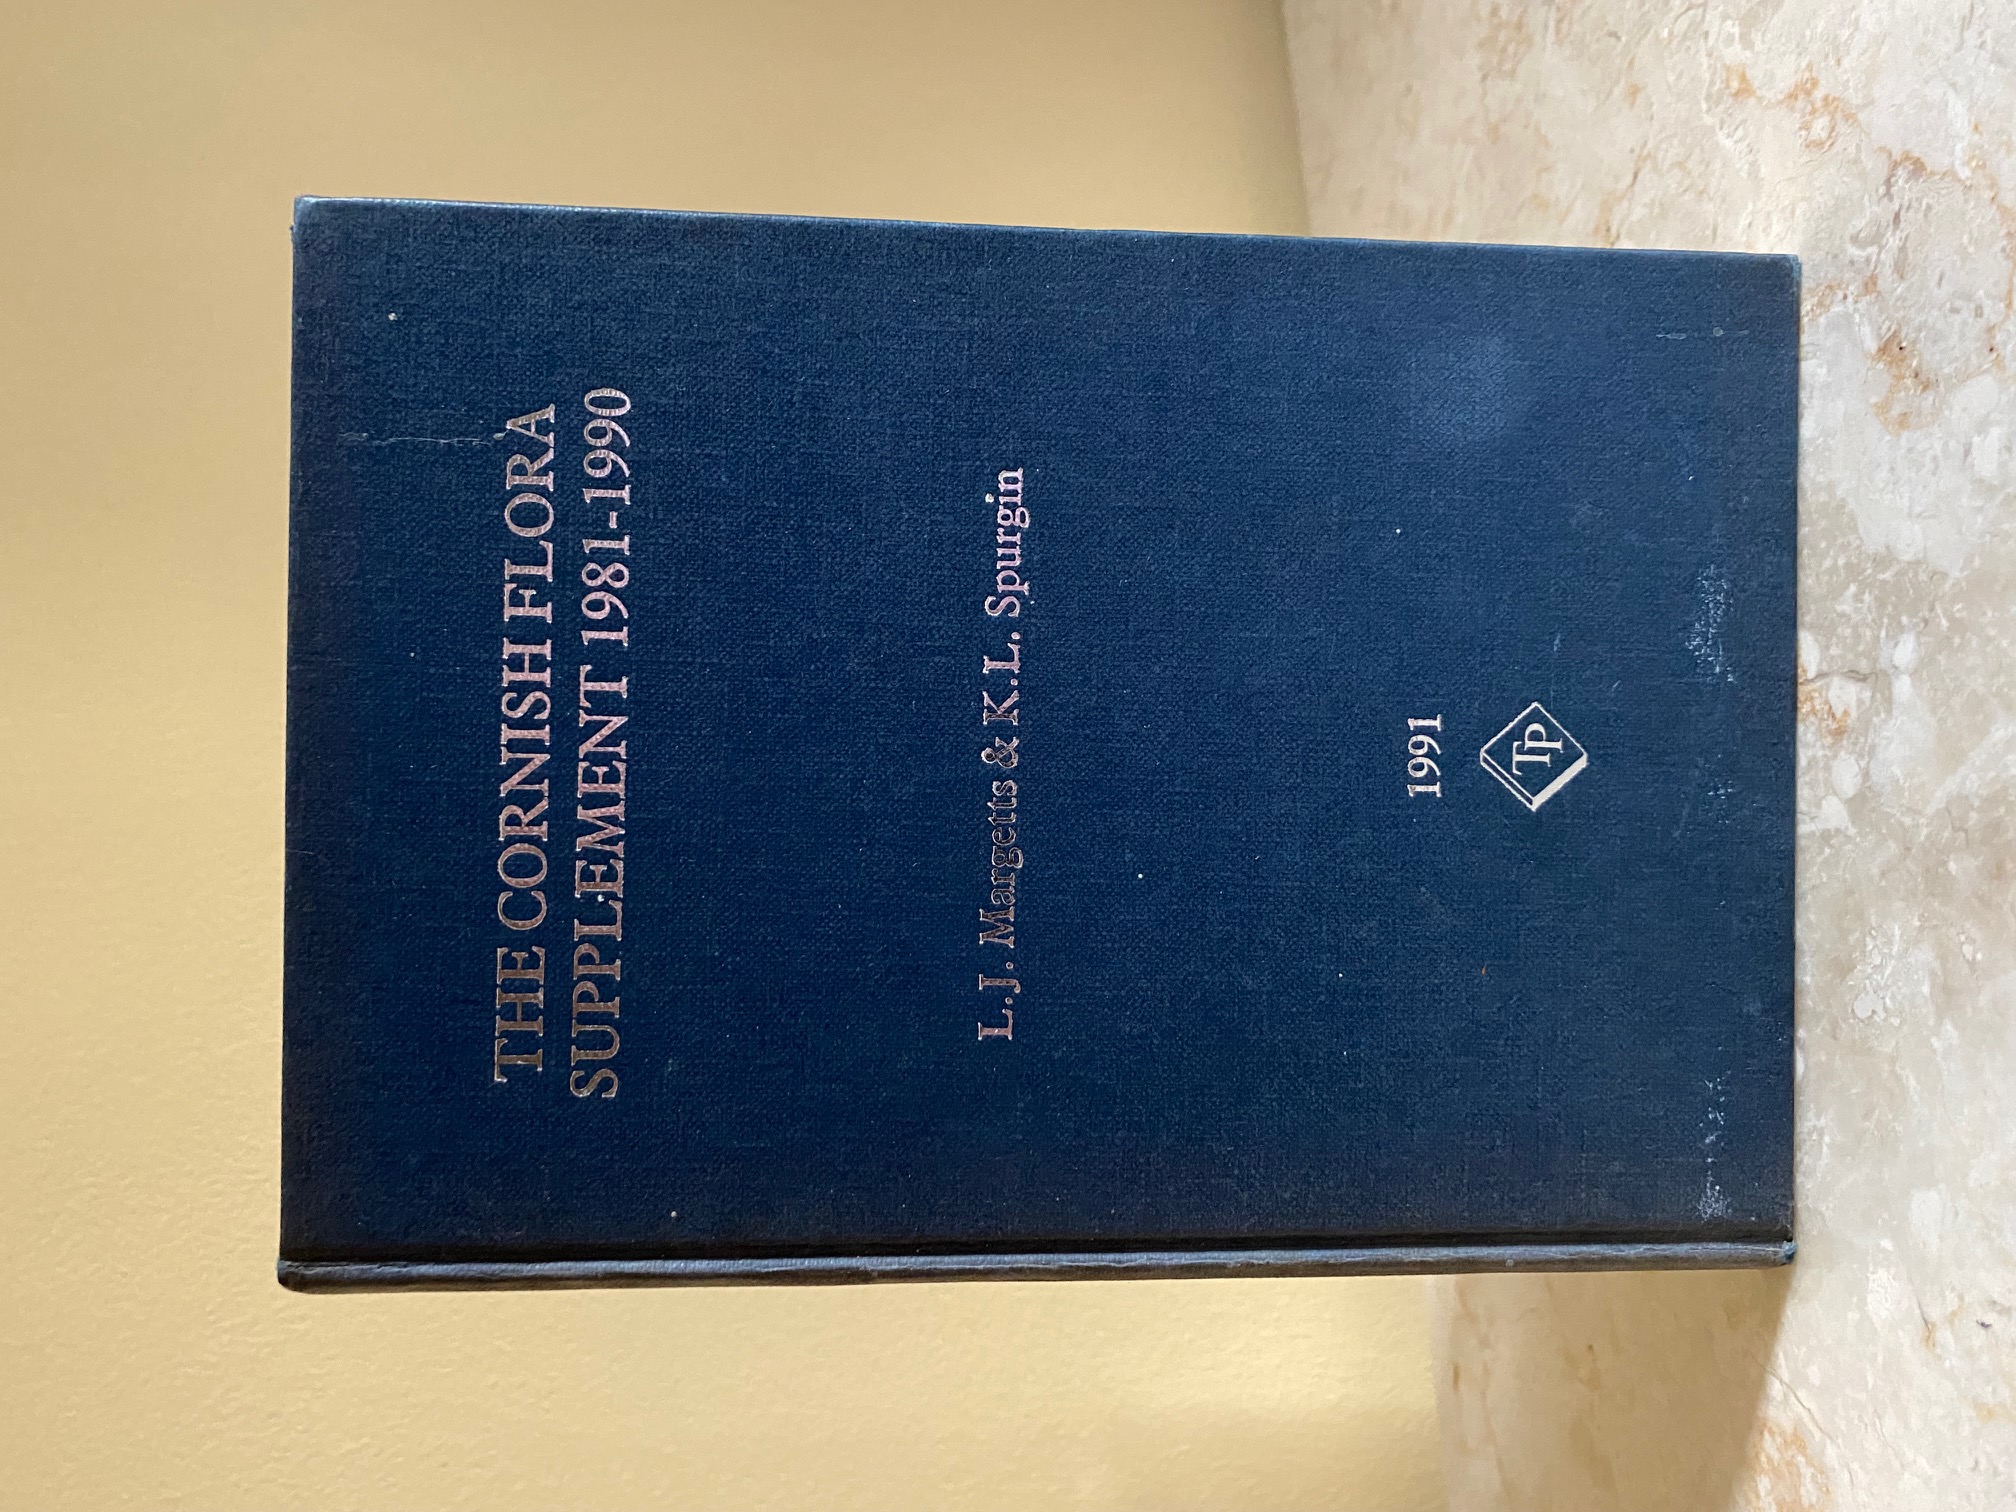 THE CORNISH FLORA
SUPPLEMENT 1981-1990
L.J. Margetts & K.L. Spurgin
1991
TP